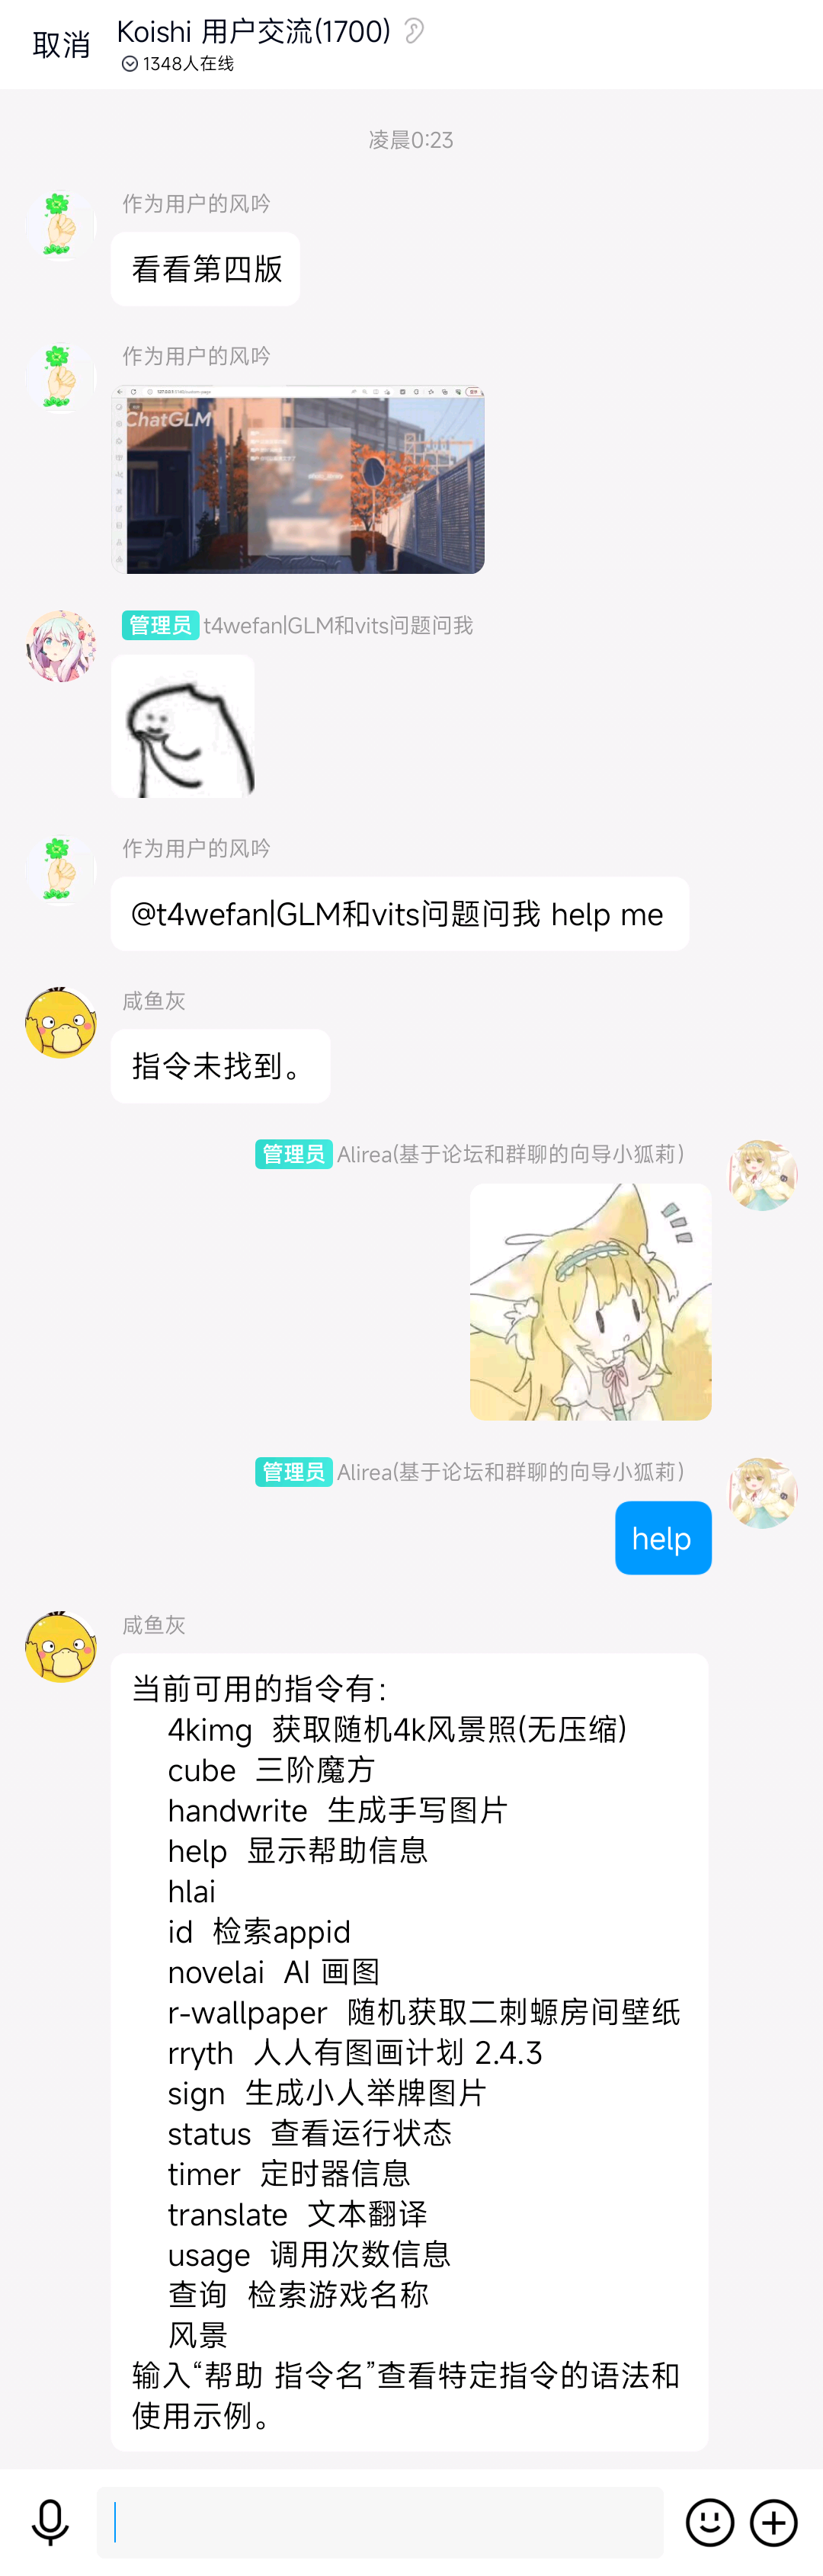 取消
Koishi 用户交流(1700)
1348人在线
凌晨0:23
作为用户的风吟
看看第四版
作为用户的风吟
ChatGLM
管理员 t4wefan|GLM和vits问题问我
作为用户的风吟
@t4wefan|GLM和vits问题问我 help me
咸鱼灰
指令未找到。
管理员 Alirea(基于论坛和群聊的向导小狐莉)
管理员 Alirea(基于论坛和群聊的向导小狐莉)
help
咸鱼灰
当前可用的指令有：
4kimg 获取随机4k风景照(无压缩)
cube 三阶魔方
handwrite 生成手写图片
help 显示帮助信息
hlai
id 检索appid
novelai AI 画图
r-wallpaper 随机获取二刺螈房间壁纸
rryth 人人有图画计划 2.4.3
sign 生成小人举牌图片
status 查看运行状态
timer 定时器信息
translate 文本翻译
usage 调用次数信息
查询 检索游戏名称
风景
输入“帮助 指令名”查看特定指令的语法和
使用示例。